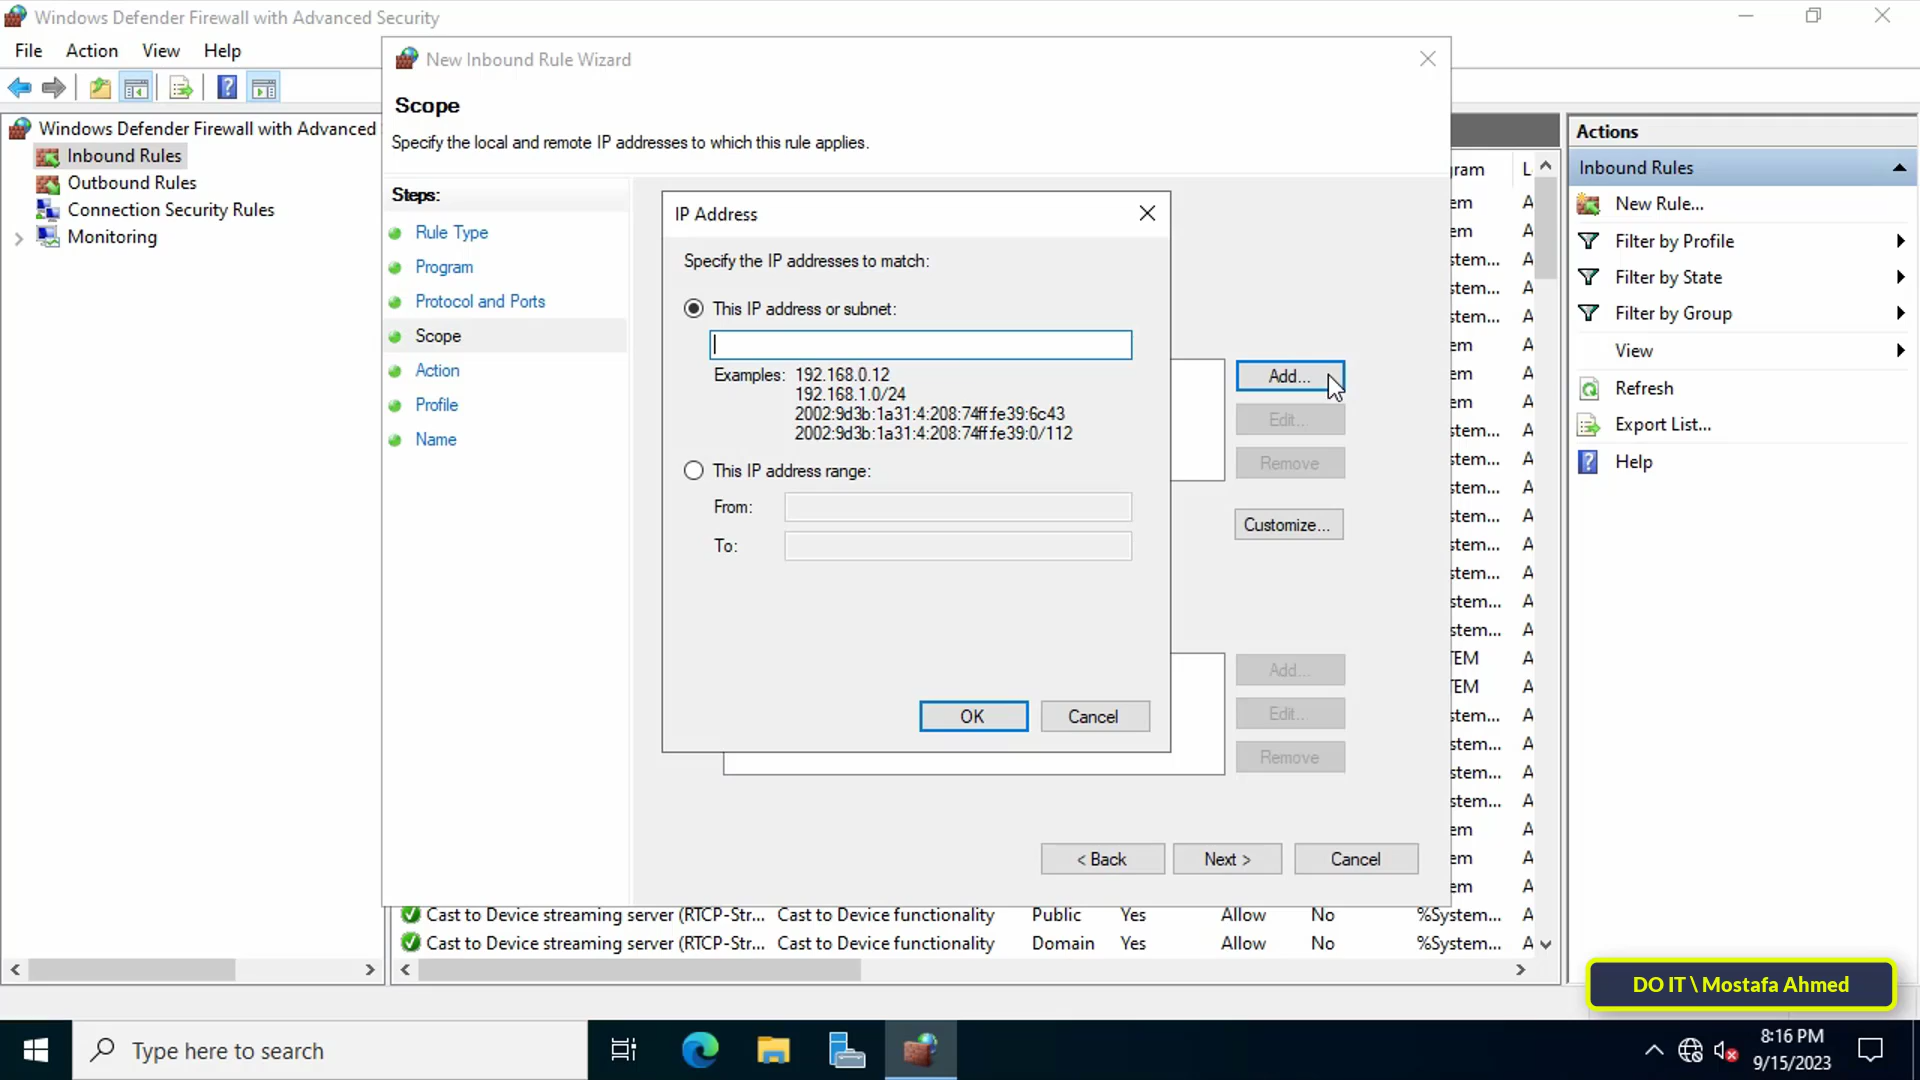 Windows Defender Firewall with Advanced Security
File Action View Help
Windows Defender Firewall with Advanced
Inbound Rules
Outbound Rules
Connection Security Rules
Monitoring
New Inbound Rule Wizard
Scope
Specify the local and remote IP addresses to which this rule applies.
Steps:
Rule Type
Program
Protocol and Ports
Scope
Action
Profile
Name
IP Address
Specify the IP addresses to match:
This IP address or subnet:
Examples: 192.168.0.12
192.168.1.0/24
2002:9d3b:1a31:4:208:74ff:fe39:6c43
2002:9d3b:1a31:4:208:74ff:fe39:0/112
This IP address range:
From:
To:
OK Cancel
Add...
Edit...
Remove
Customize...
Add...
Edit...
Remove
< Back Next > Cancel
Cast to Device streaming server (RTCP-Str... Cast to Device functionality Public Yes Allow No %System... A
Cast to Device streaming server (RTCP-Str... Cast to Device functionality Domain Yes Allow No %System... A
Actions
Inbound Rules
New Rule...
Filter by Profile
Filter by State
Filter by Group
View
Refresh
Export List...
Help
DO IT \ Mostafa Ahmed
Type here to search
8:16 PM
9/15/2023